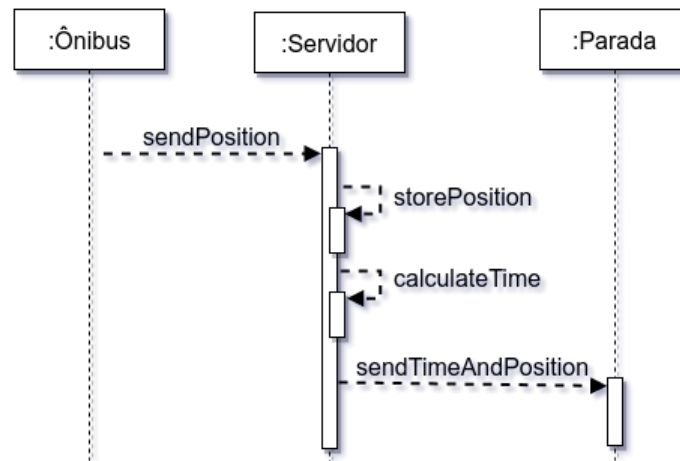 :Ônibus
:Servidor
:Parada
sendPosition
storePosition
calculateTime
sendTimeAndPosition